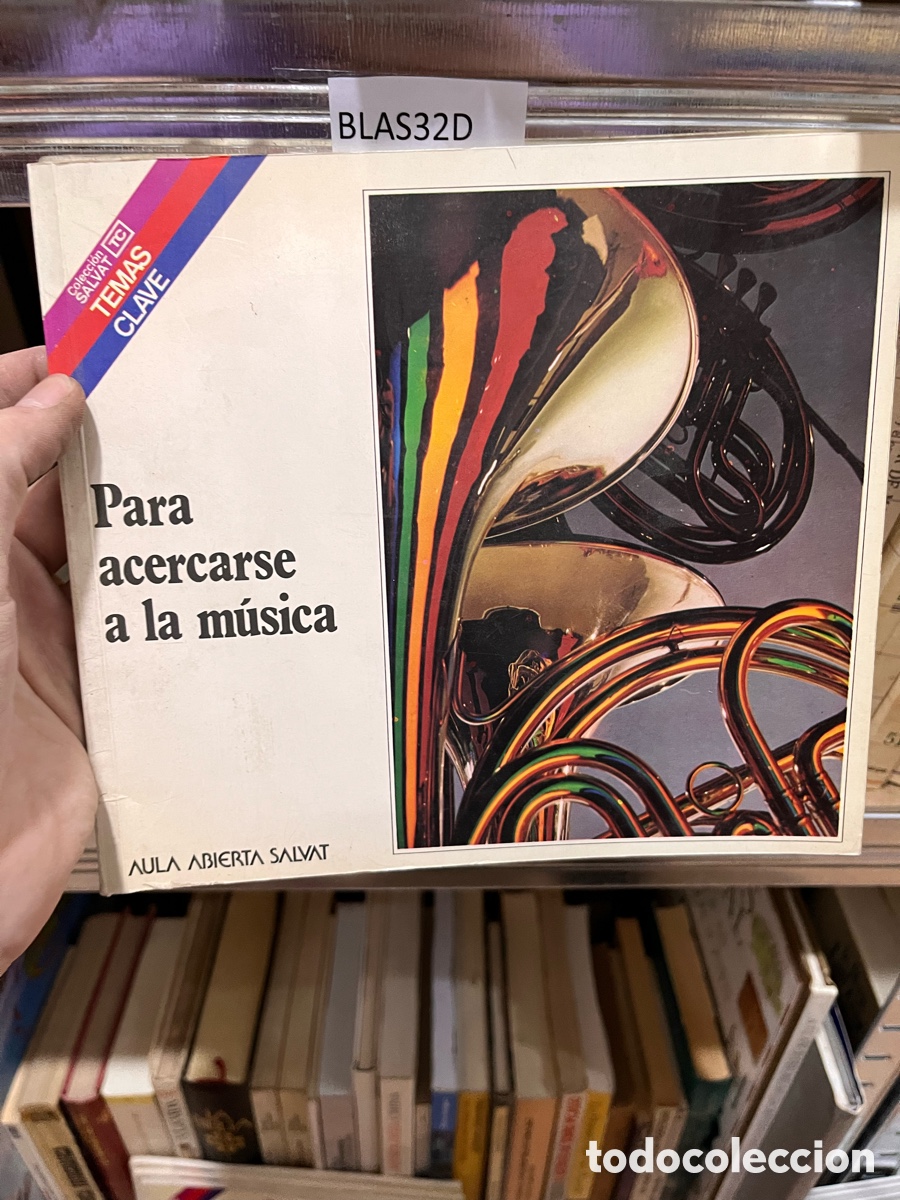 BLAS32D
Colección
SALVAT TC
TEMAS
CLAVE
Para
acercarse
a la música
AULA ABIERTA SALVAT
todocoleccion